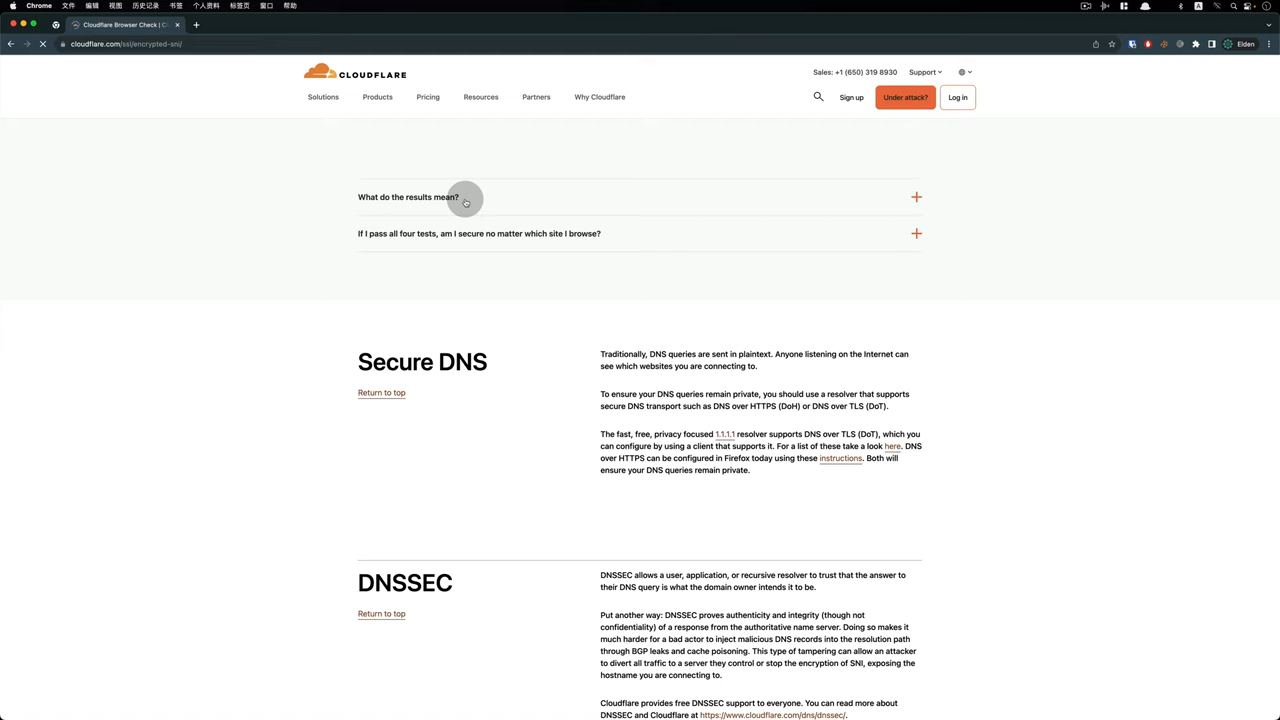 Chrome 文件 编辑 视图 历史记录 书签 个人资料 标签页 窗口 帮助
Cloudflare Browser Check | C
cloudflare.com/ssl/encrypted-sni/
Elden
CLOUDFLARE
Sales: +1 (650) 319 8930 Support
Solutions Products Pricing Resources Partners Why Cloudflare
Sign up Under attack? Log in
What do the results mean?
If I pass all four tests, am I secure no matter which site I browse?
Secure DNS
Return to top
Traditionally, DNS queries are sent in plaintext. Anyone listening on the Internet can
see which websites you are connecting to.
To ensure your DNS queries remain private, you should use a resolver that supports
secure DNS transport such as DNS over HTTPS (DoH) or DNS over TLS (DoT).
The fast, free, privacy focused 1.1.1.1 resolver supports DNS over TLS (DoT), which you
can configure by using a client that supports it. For a list of these take a look here. DNS
over HTTPS can be configured in Firefox today using these instructions. Both will
ensure your DNS queries remain private.
DNSSEC
Return to top
DNSSEC allows a user, application, or recursive resolver to trust that the answer to
their DNS query is what the domain owner intends it to be.
Put another way: DNSSEC proves authenticity and integrity (though not
confidentiality) of a response from the authoritative name server. Doing so makes it
much harder for a bad actor to inject malicious DNS records into the resolution path
through BGP leaks and cache poisoning. This type of tampering can allow an attacker
to divert all traffic to a server they control or stop the encryption of SNI, exposing the
hostname you are connecting to.
Cloudflare provides free DNSSEC support to everyone. You can read more about
DNSSEC and Cloudflare at https://www.cloudflare.com/dns/dnssec/.